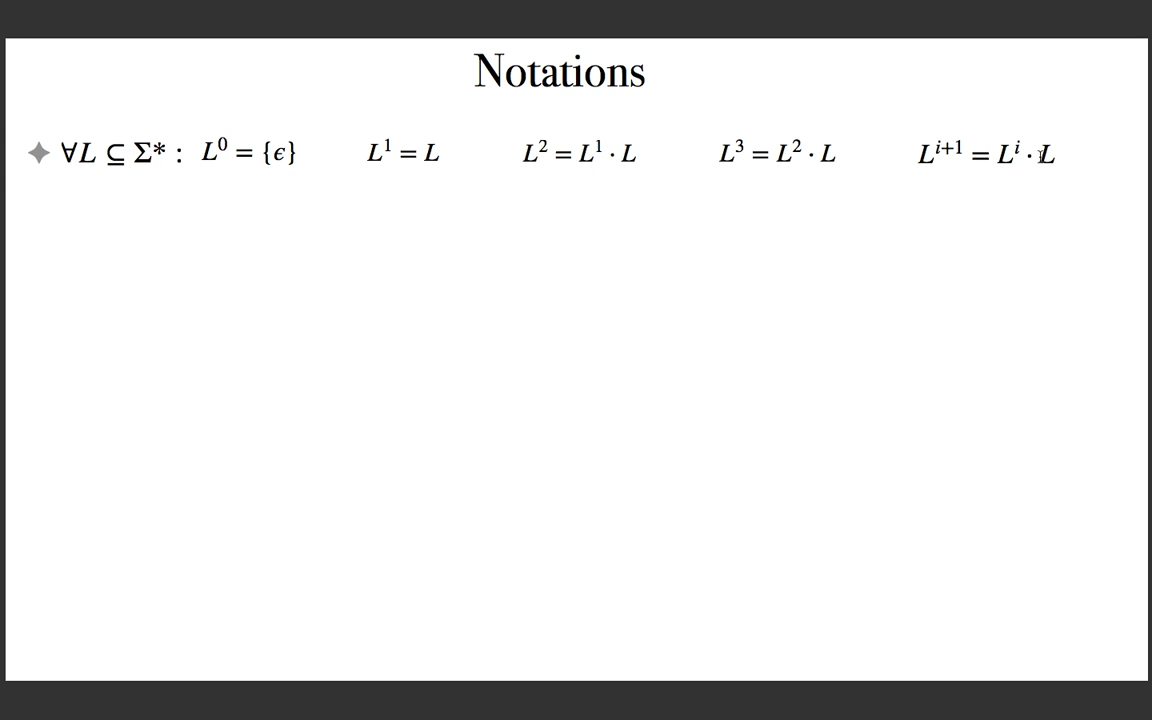 Notations
∀L ⊆ Σ* : L⁰ = {ϵ} L¹ = L L² = L¹ · L L³ = L² · L Lⁱ⁺¹ = Lⁱ · L